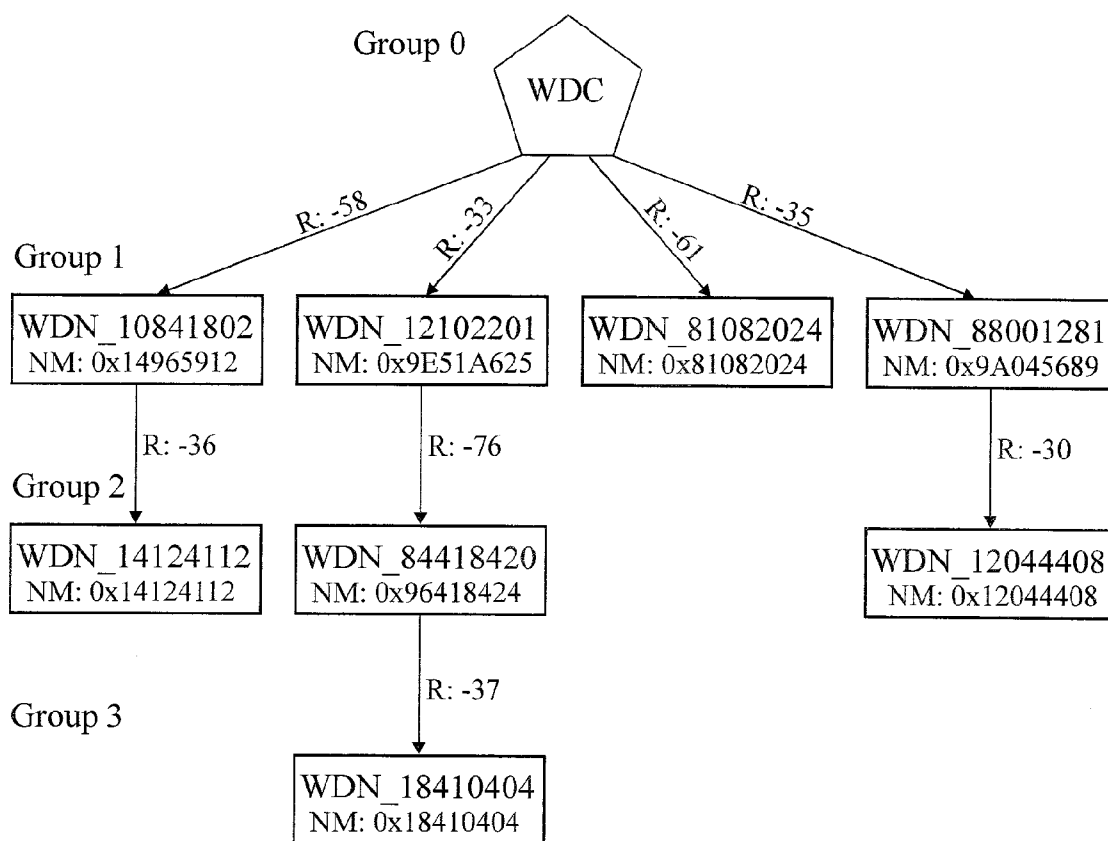 Group 0
WDC
R: -58
R: -33
R: -61
R: -35
Group 1
WDN_10841802
NM: 0x14965912
WDN_12102201
NM: 0x9E51A625
WDN_81082024
NM: 0x81082024
WDN_88001281
NM: 0x9A045689
R: -36
R: -76
R: -30
Group 2
WDN_14124112
NM: 0x14124112
WDN_84418420
NM: 0x96418424
WDN_12044408
NM: 0x12044408
R: -37
Group 3
WDN_18410404
NM: 0x18410404